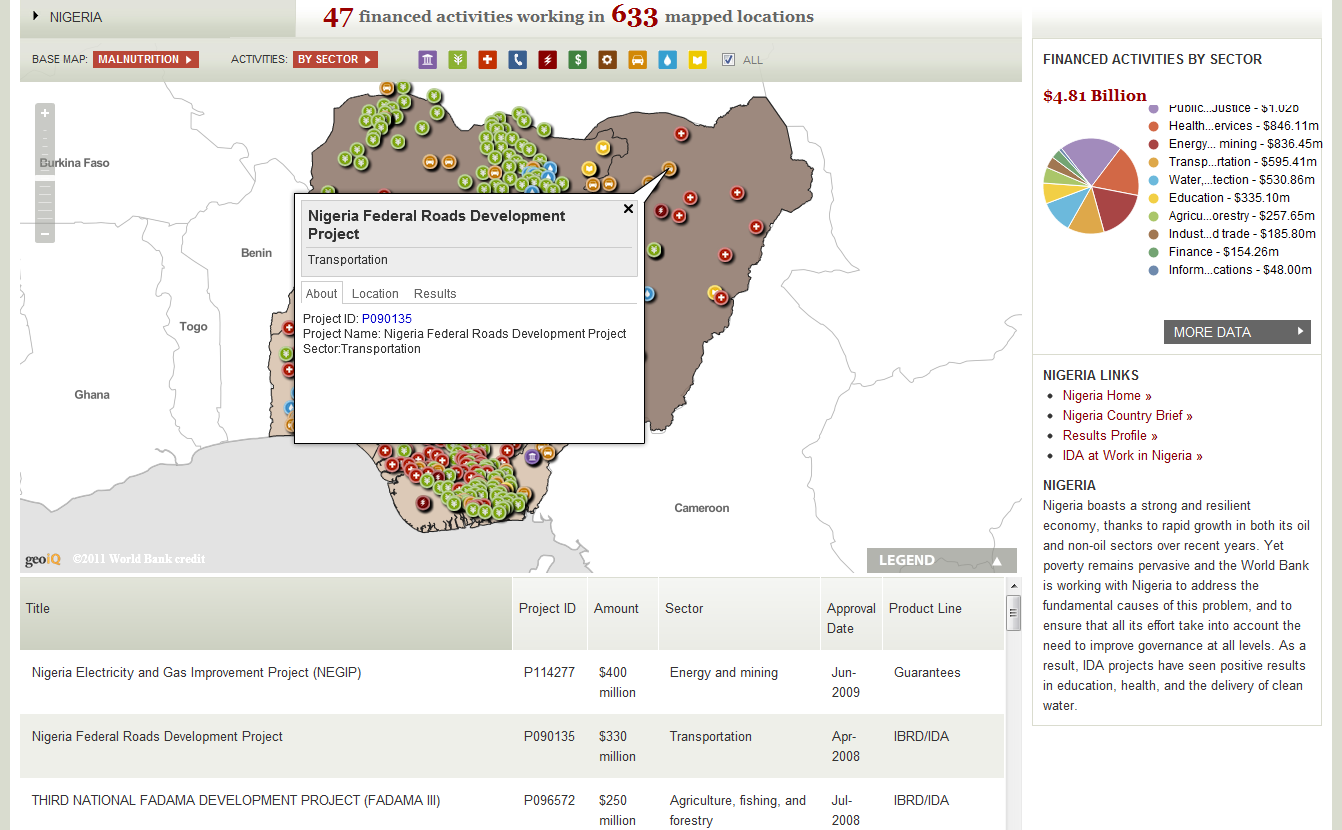 NIGERIA
47 financed activities working in 633 mapped locations
BASE MAP: MALNUTRITION
ACTIVITIES: BY SECTOR
ALL
Burkina Faso
Benin
Togo
Ghana
Cameroon
Nigeria Federal Roads Development
Project
Transportation
About Location Results
Project ID: P090135
Project Name: Nigeria Federal Roads Development Project
Sector:Transportation
geoIQ ©2011 World Bank credit
LEGEND
Title Project ID Amount Sector Approval Date Product Line
Nigeria Electricity and Gas Improvement Project (NEGIP) P114277 $400 million Energy and mining Jun-2009 Guarantees
Nigeria Federal Roads Development Project P090135 $330 million Transportation Apr-2008 IBRD/IDA
THIRD NATIONAL FADAMA DEVELOPMENT PROJECT (FADAMA III) P096572 $250 million Agriculture, fishing, and forestry Jul-2008 IBRD/IDA
FINANCED ACTIVITIES BY SECTOR
$4.81 Billion
Public...Justice - $1.02b
Health...ervices - $846.11m
Energy... mining - $836.45m
Transp...rtation - $595.41m
Water,...tection - $530.86m
Education - $335.10m
Agricu...orestry - $257.65m
Indust...d trade - $185.80m
Finance - $154.26m
Inform...cations - $48.00m
MORE DATA
NIGERIA LINKS
Nigeria Home »
Nigeria Country Brief »
Results Profile »
IDA at Work in Nigeria »
NIGERIA
Nigeria boasts a strong and resilient
economy, thanks to rapid growth in both its oil
and non-oil sectors over recent years. Yet
poverty remains pervasive and the World Bank
is working with Nigeria to address the
fundamental causes of this problem, and to
ensure that all its effort take into account the
need to improve governance at all levels. As a
result, IDA projects have seen positive results
in education, health, and the delivery of clean
water.